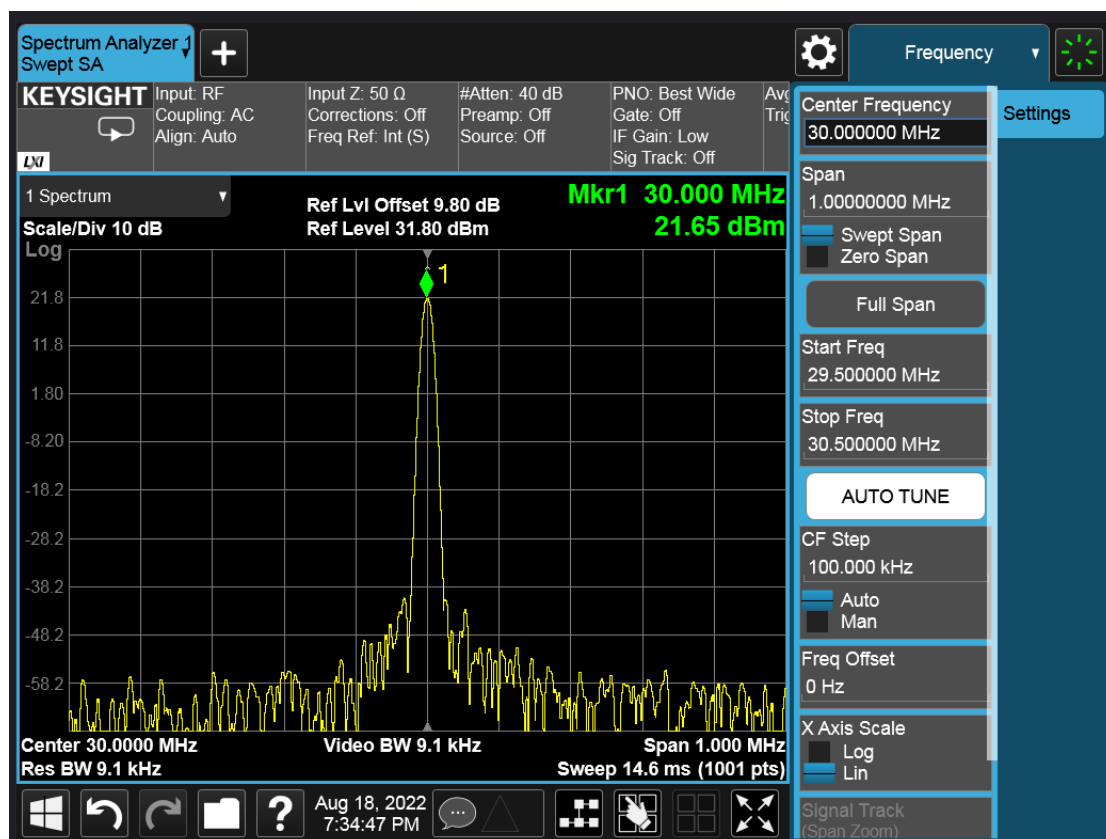 Spectrum Analyzer 1
Swept SA
+
Frequency
KEYSIGHT
LXI
Input: RF
Coupling: AC
Align: Auto
Input Z: 50 Ω
Corrections: Off
Freq Ref: Int (S)
#Atten: 40 dB
Preamp: Off
Source: Off
PNO: Best Wide
Gate: Off
IF Gain: Low
Sig Track: Off
Avg
Trig
1 Spectrum
Scale/Div 10 dB
Ref Lvl Offset 9.80 dB
Ref Level 31.80 dBm
Mkr1 30.000 MHz
21.65 dBm
Log
1
21.8
11.8
1.80
-8.20
-18.2
-28.2
-38.2
-48.2
-58.2
Center 30.0000 MHz
Res BW 9.1 kHz
Video BW 9.1 kHz
Span 1.000 MHz
Sweep 14.6 ms (1001 pts)
?
Aug 18, 2022
7:34:47 PM
Center Frequency
30.000000 MHz
Settings
Span
1.00000000 MHz
Swept Span
Zero Span
Full Span
Start Freq
29.500000 MHz
Stop Freq
30.500000 MHz
AUTO TUNE
CF Step
100.000 kHz
Auto
Man
Freq Offset
0 Hz
X Axis Scale
Log
Lin
Signal Track
(Span Zoom)